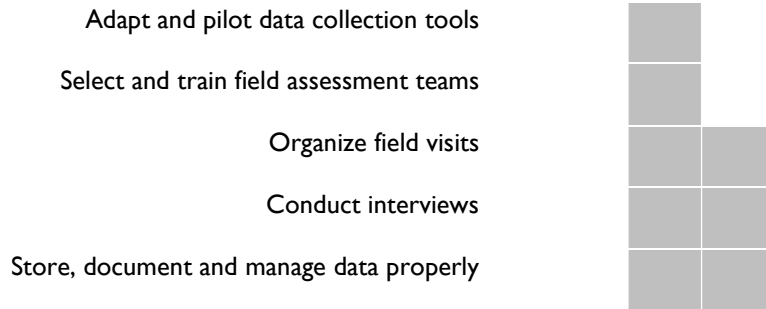 Adapt and pilot data collection tools
Select and train field assessment teams
Organize field visits
Conduct interviews
Store, document and manage data properly